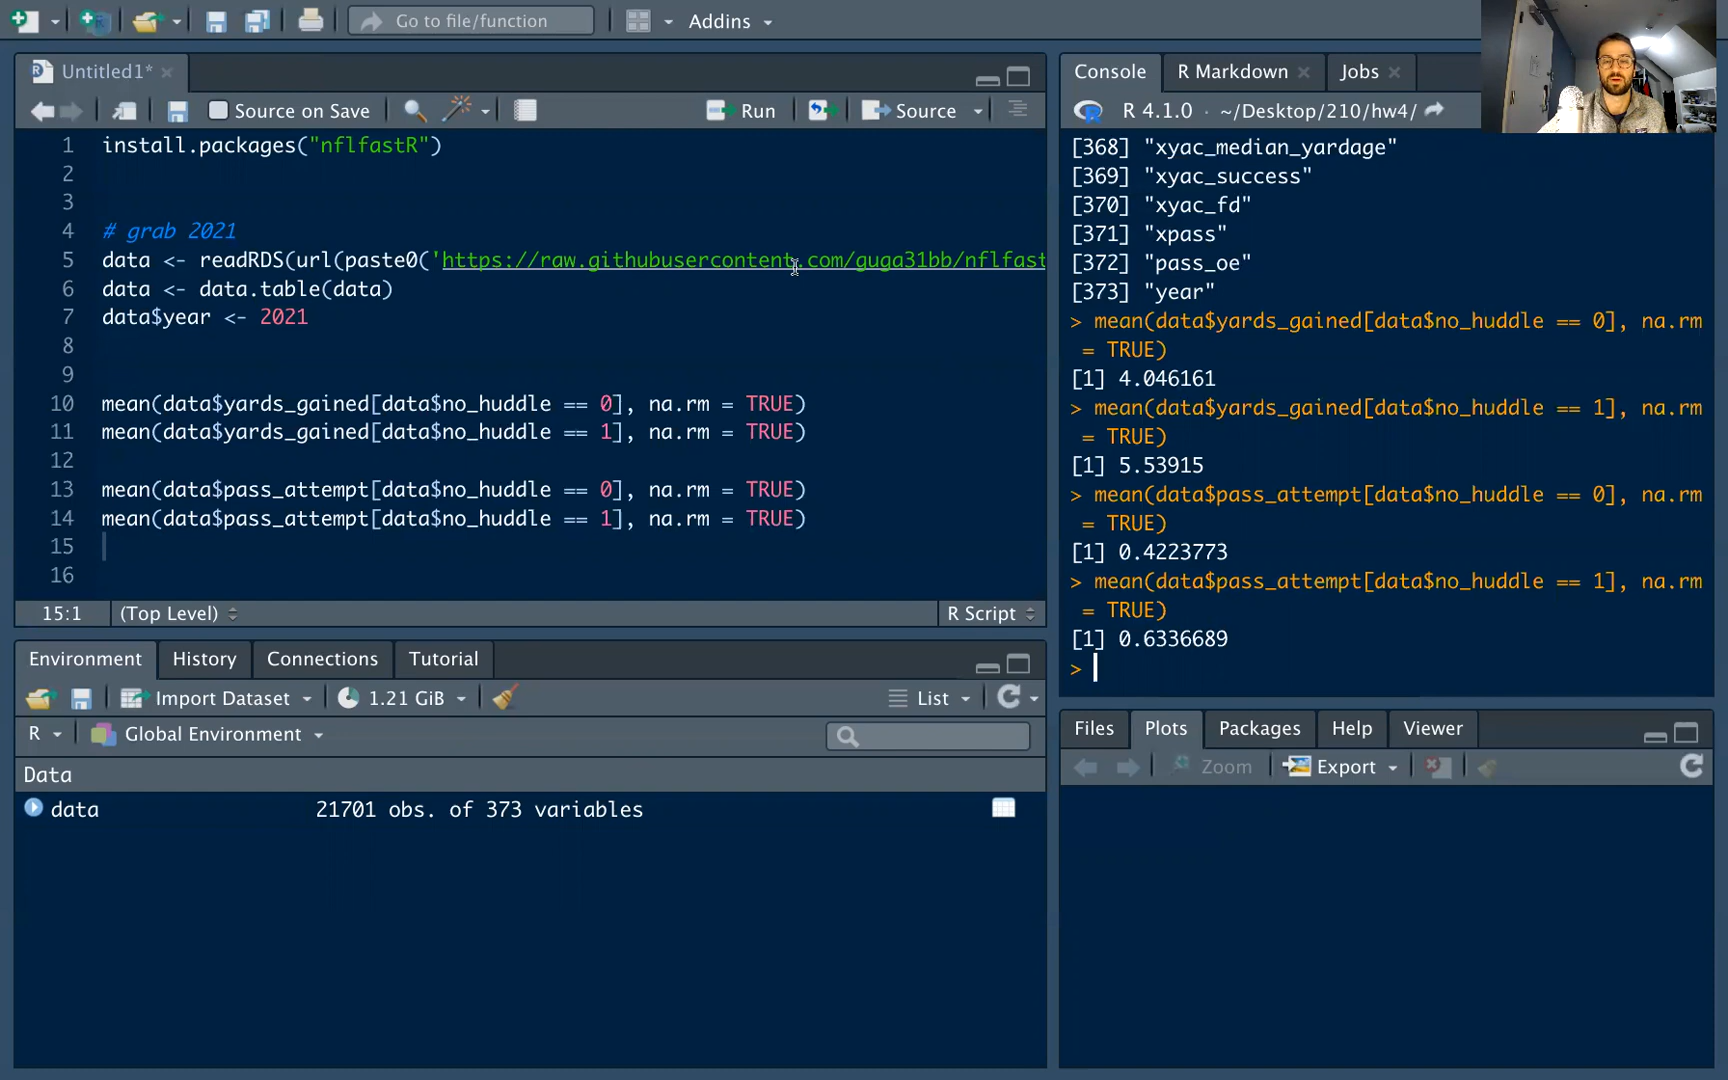 Go to file/function
Addins
Untitled1*
Source on Save
Run
Source
1 install.packages("nflfastR")
2
3
4 # grab 2021
5 data <- readRDS(url(paste0('https://raw.githubusercontent.com/guga31bb/nflfast
6 data <- data.table(data)
7 data$year <- 2021
8
9
10 mean(data$yards_gained[data$no_huddle == 0], na.rm = TRUE)
11 mean(data$yards_gained[data$no_huddle == 1], na.rm = TRUE)
12
13 mean(data$pass_attempt[data$no_huddle == 0], na.rm = TRUE)
14 mean(data$pass_attempt[data$no_huddle == 1], na.rm = TRUE)
15
16
15:1 (Top Level) R Script
Environment History Connections Tutorial
Import Dataset 1.21 GiB List
R Global Environment
Data
data 21701 obs. of 373 variables
Console R Markdown Jobs
R 4.1.0 · ~/Desktop/210/hw4/
[368] "xyac_median_yardage"
[369] "xyac_success"
[370] "xyac_fd"
[371] "xpass"
[372] "pass_oe"
[373] "year"
> mean(data$yards_gained[data$no_huddle == 0], na.rm
= TRUE)
[1] 4.046161
> mean(data$yards_gained[data$no_huddle == 1], na.rm
= TRUE)
[1] 5.53915
> mean(data$pass_attempt[data$no_huddle == 0], na.rm
= TRUE)
[1] 0.4223773
> mean(data$pass_attempt[data$no_huddle == 1], na.rm
= TRUE)
[1] 0.6336689
>
Files Plots Packages Help Viewer
Zoom Export